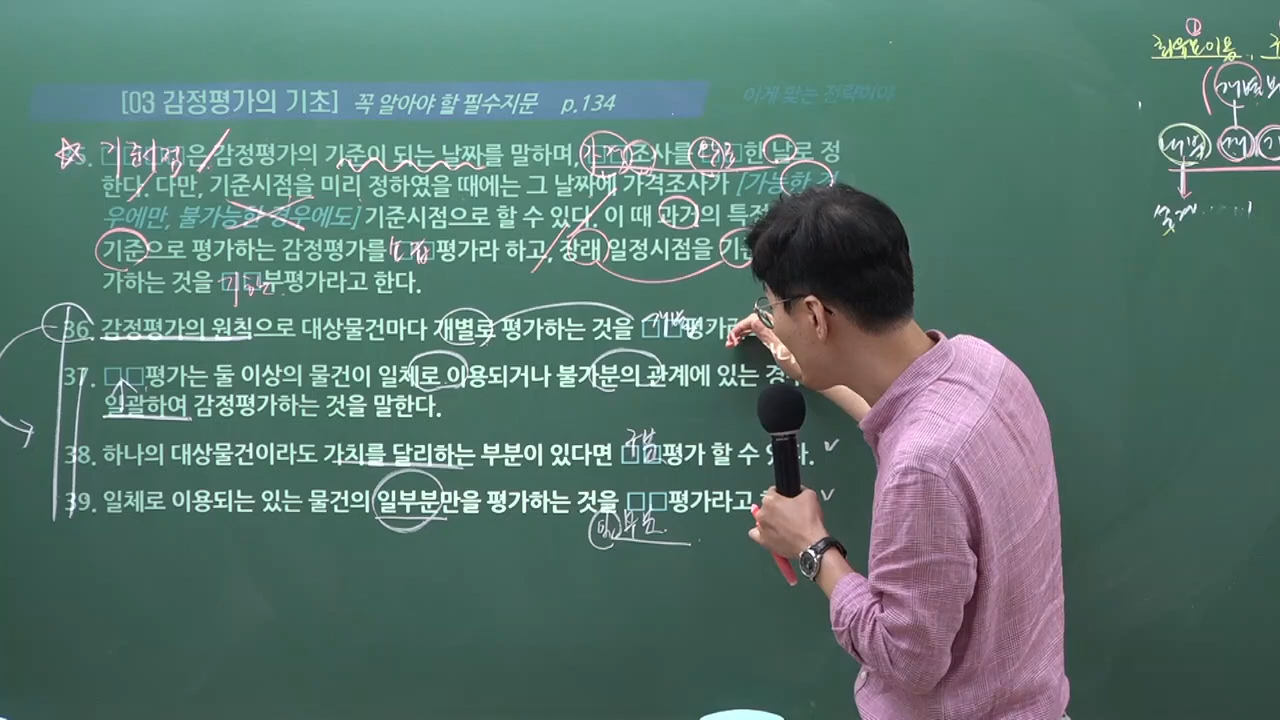 [03 감정평가의 기초] 꼭 알아야 할 필수지문 p.134
이게 맞는 전략이야
5. □□□□은 감정평가의 기준이 되는 날짜를 말하며, □□조사를 □□한 날로 정
한다. 다만, 기준시점을 미리 정하였을 때에는 그 날짜에 가격조사가 [가능한 경
우에만, 불가능한 경우에도] 기준시점으로 할 수 있다. 이 때 과거의 특정
기준으로 평가하는 감정평가를 □□평가라 하고, 장래 일정시점을 기준
가하는 것을 □□부평가라고 한다.
기한부
36. 감정평가의 원칙으로 대상물건마다 개별로 평가하는 것을 □□평가
개별
37. □□평가는 둘 이상의 물건이 일체로 이용되거나 불가분의 관계에 있는 경우
일괄하여 감정평가하는 것을 말한다.
구분
38. 하나의 대상물건이라도 가치를 달리하는 부분이 있다면 □□평가 할 수 있다.
39. 일체로 이용되는 있는 물건의 일부분만을 평가하는 것을 □□평가라고
부분
①
최유효이용